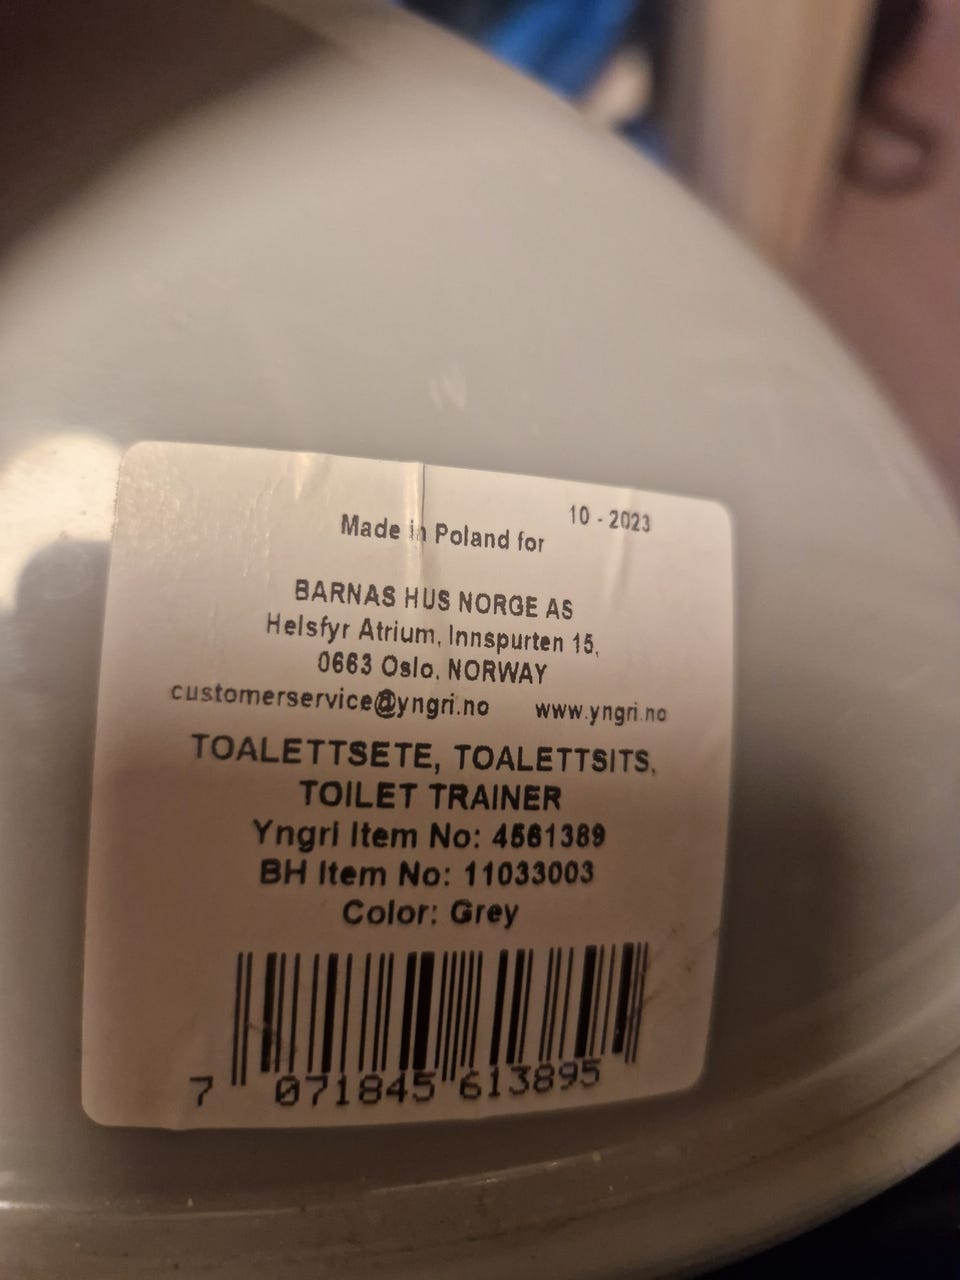 10 - 2023
Made in Poland for
BARNAS HUS NORGE AS
Helsfyr Atrium, Innspurten 15,
0663 Oslo, NORWAY
customerservice@yngri.no www.yngri.no
TOALETTSETE, TOALETTSITS,
TOILET TRAINER
Yngri Item No: 4561389
BH Item No: 11033003
Color: Grey
7 071845 613895